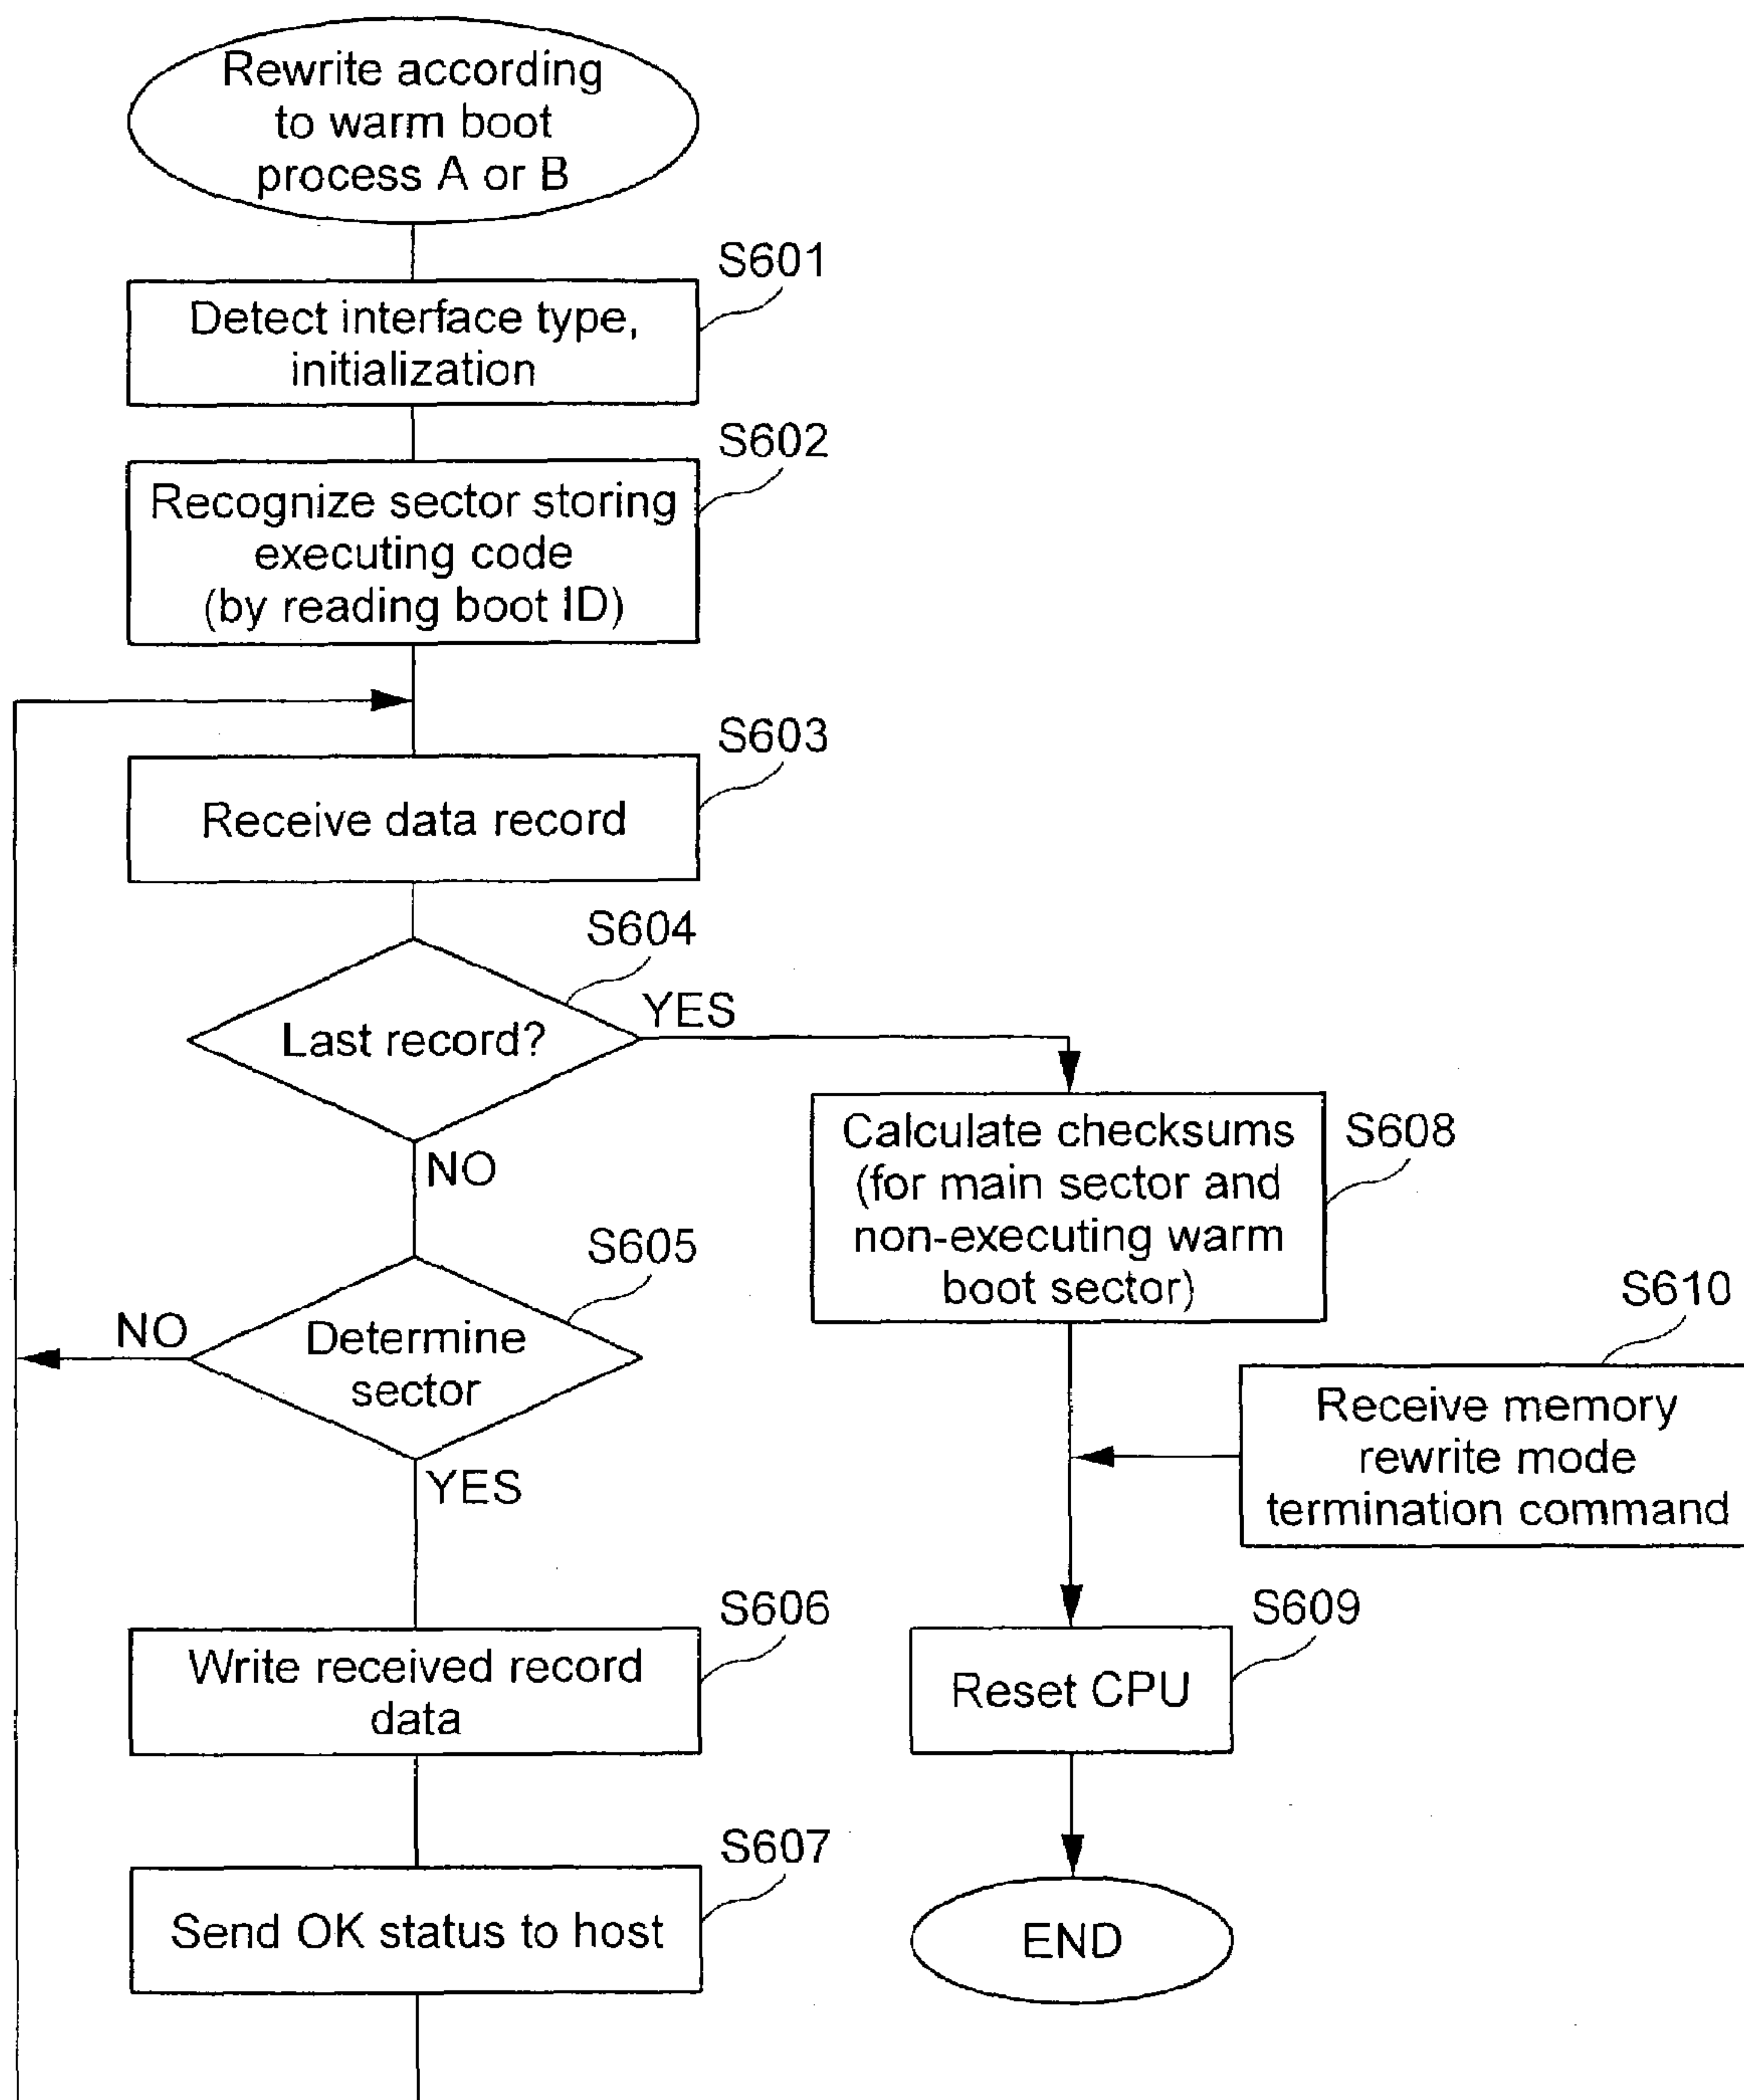 Rewrite according
to warm boot
process A or B
S601
Detect interface type,
initialization
S602
Recognize sector storing
executing code
(by reading boot ID)
S603
Receive data record
S604
Last record?
YES
NO
S605
Determine
sector
NO
YES
S606
Write received record
data
S607
Send OK status to host
Calculate checksums
(for main sector and
non-executing warm
boot sector)
S608
S610
Receive memory
rewrite mode
termination command
S609
Reset CPU
END